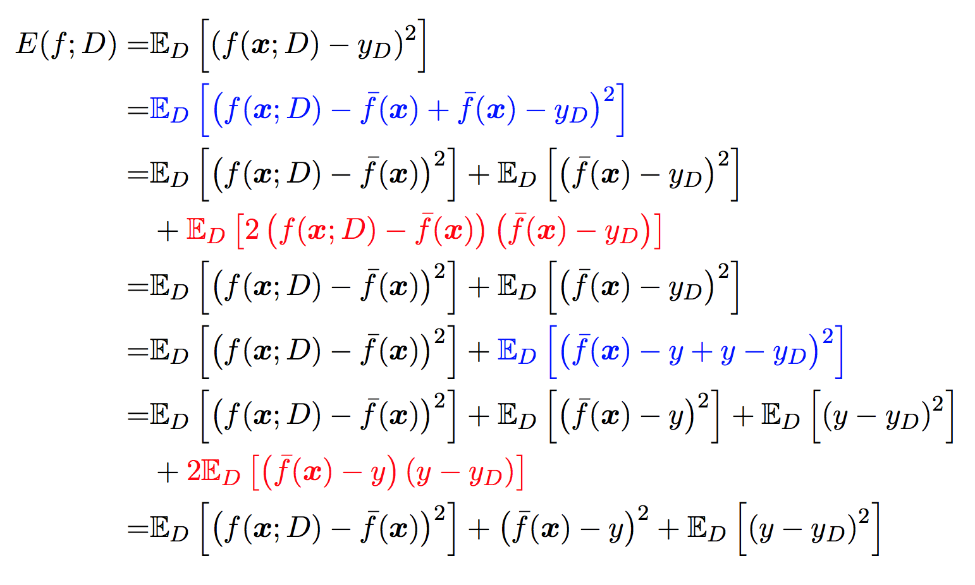 E(f; D) = 𝔼_D [(f(𝒙; D) − y_D)²]
= 𝔼_D [(f(𝒙; D) − f̄(𝒙) + f̄(𝒙) − y_D)²]
= 𝔼_D [(f(𝒙; D) − f̄(𝒙))²] + 𝔼_D [(f̄(𝒙) − y_D)²]
+ 𝔼_D [2 (f(𝒙; D) − f̄(𝒙)) (f̄(𝒙) − y_D)]
= 𝔼_D [(f(𝒙; D) − f̄(𝒙))²] + 𝔼_D [(f̄(𝒙) − y_D)²]
= 𝔼_D [(f(𝒙; D) − f̄(𝒙))²] + 𝔼_D [(f̄(𝒙) − y + y − y_D)²]
= 𝔼_D [(f(𝒙; D) − f̄(𝒙))²] + 𝔼_D [(f̄(𝒙) − y)²] + 𝔼_D [(y − y_D)²]
+ 2𝔼_D [(f̄(𝒙) − y) (y − y_D)]
= 𝔼_D [(f(𝒙; D) − f̄(𝒙))²] + (f̄(𝒙) − y)² + 𝔼_D [(y − y_D)²]